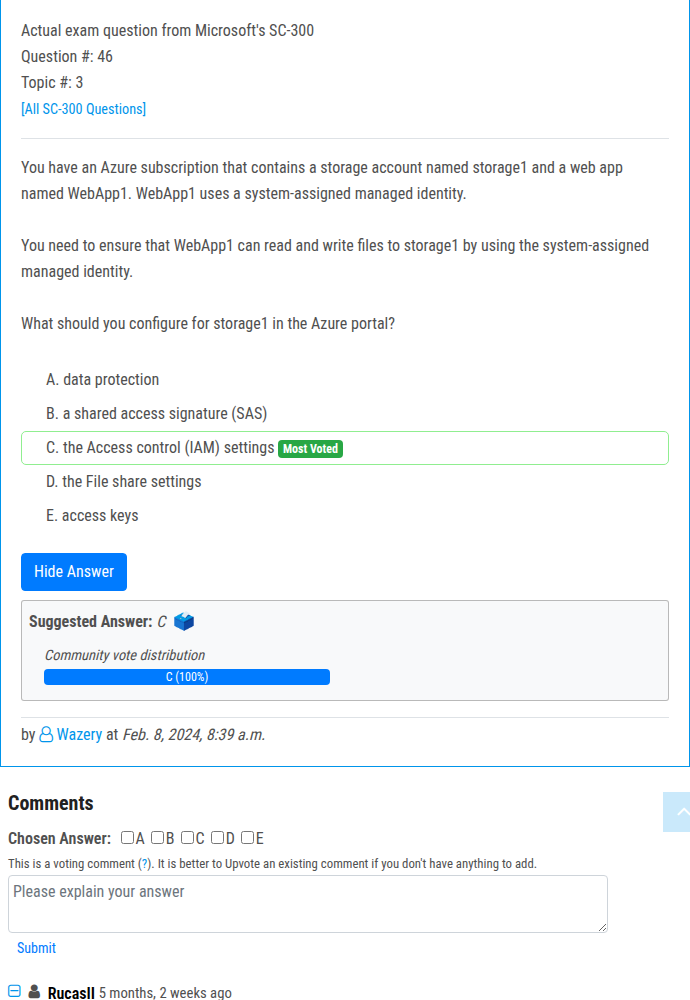 Actual exam question from Microsoft's SC-300
Question #: 46
Topic #: 3
[All SC-300 Questions]
You have an Azure subscription that contains a storage account named storage1 and a web app
named WebApp1. WebApp1 uses a system-assigned managed identity.
You need to ensure that WebApp1 can read and write files to storage1 by using the system-assigned
managed identity.
What should you configure for storage1 in the Azure portal?
A. data protection
B. a shared access signature (SAS)
C. the Access control (IAM) settings Most Voted
D. the File share settings
E. access keys
Hide Answer
Suggested Answer: C
Community vote distribution
C (100%)
by Wazery at Feb. 8, 2024, 8:39 a.m.
Comments
Chosen Answer: A B C D E
This is a voting comment (?). It is better to Upvote an existing comment if you don't have anything to add.
Please explain your answer
Submit
Rucasll 5 months, 2 weeks ago